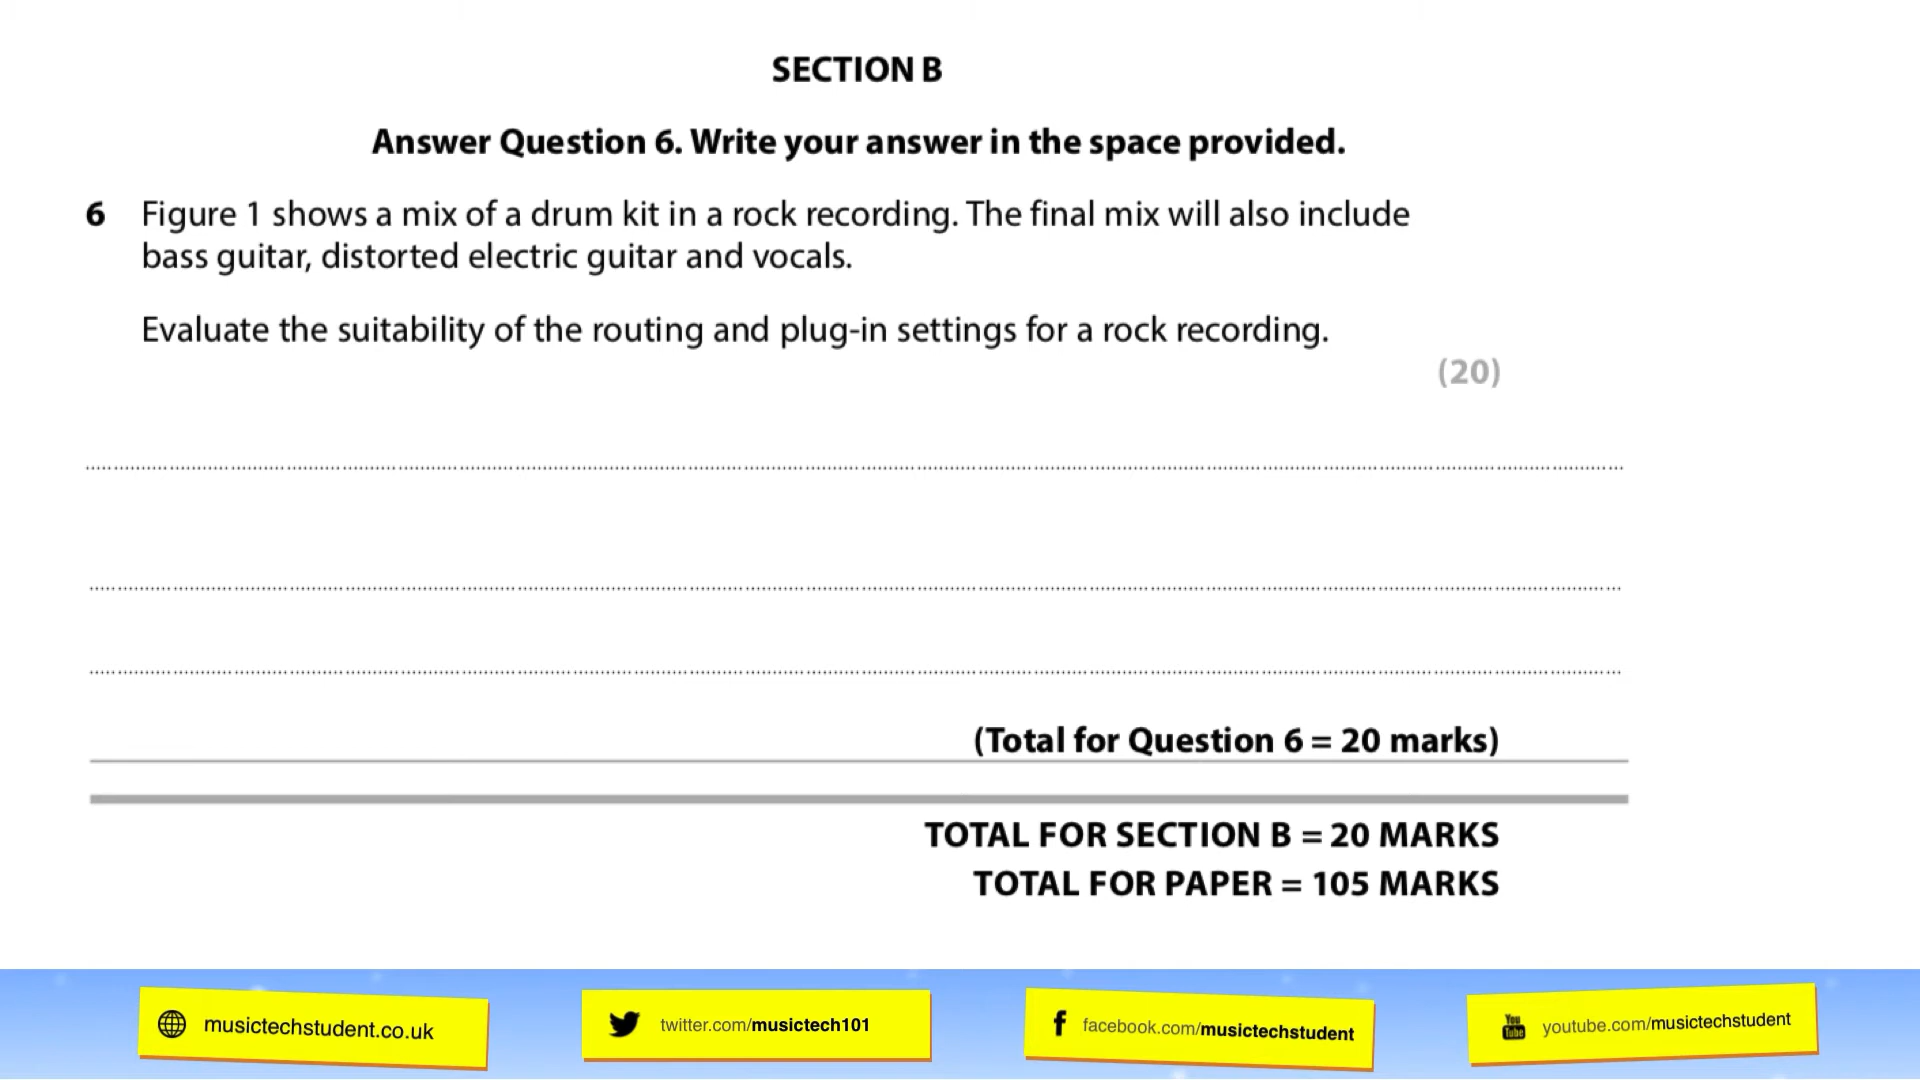 SECTION B
Answer Question 6. Write your answer in the space provided.
6 Figure 1 shows a mix of a drum kit in a rock recording. The final mix will also include
bass guitar, distorted electric guitar and vocals.
Evaluate the suitability of the routing and plug-in settings for a rock recording.
(20)
(Total for Question 6 = 20 marks)
TOTAL FOR SECTION B = 20 MARKS
TOTAL FOR PAPER = 105 MARKS
musictechstudent.co.uk
twitter.com/musictech101
f facebook.com/musictechstudent
You Tube youtube.com/musictechstudent